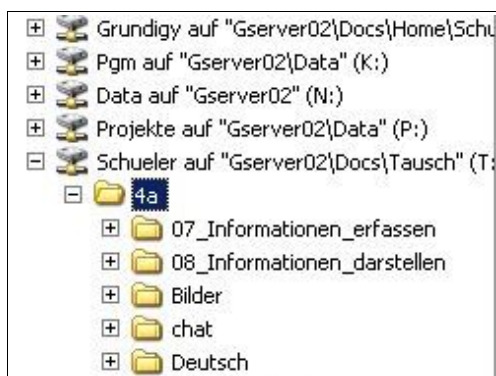 Grundigy auf "Gserver02\Docs\Home\Schu
Pgm auf "Gserver02\Data" (K:)
Data auf "Gserver02" (N:)
Projekte auf "Gserver02\Data" (P:)
Schueler auf "Gserver02\Docs\Tausch" (T:
4a
07_Informationen_erfassen
08_Informationen_darstellen
Bilder
chat
Deutsch